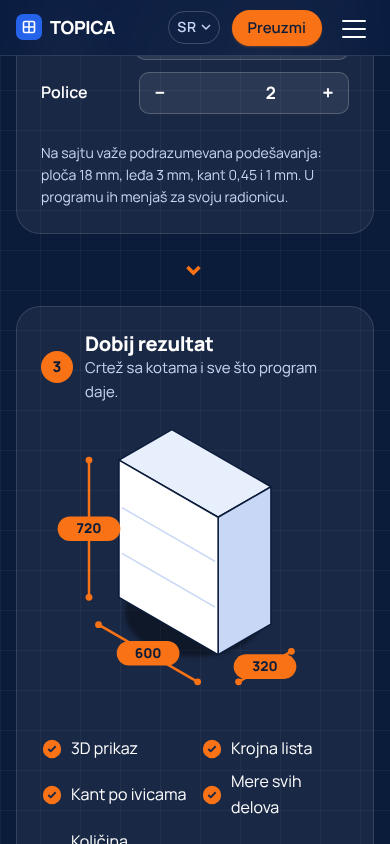 TOPICA
SR
Preuzmi
Police
− 2 +
Na sajtu važe podrazumevana podešavanja:
ploča 18 mm, leđa 3 mm, kant 0,45 i 1 mm. U
programu ih menjaš za svoju radionicu.
3
Dobij rezultat
Crtež sa kotama i sve što program
daje.
720
600
320
3D prikaz
Krojna lista
Kant po ivicama
Mere svih
delova
Količina